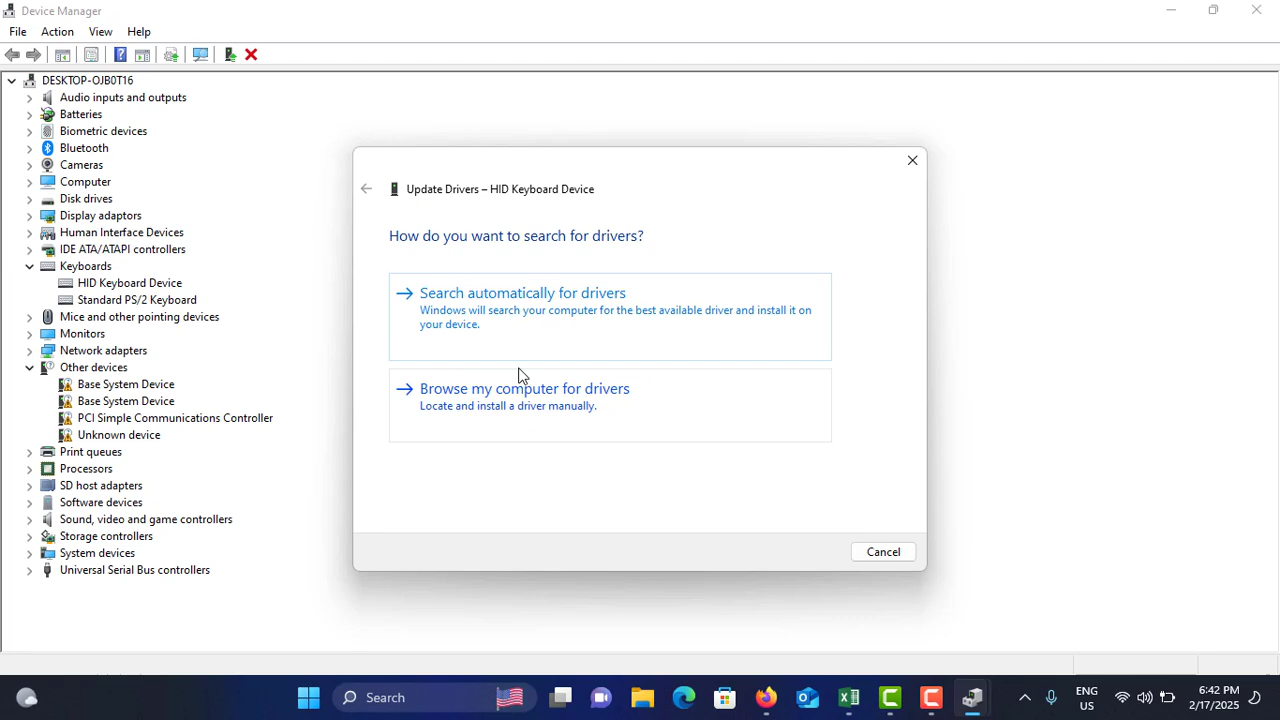 Device Manager
File Action View Help
DESKTOP-OJB0T16
Audio inputs and outputs
Batteries
Biometric devices
Bluetooth
Cameras
Computer
Disk drives
Display adaptors
Human Interface Devices
IDE ATA/ATAPI controllers
Keyboards
HID Keyboard Device
Standard PS/2 Keyboard
Mice and other pointing devices
Monitors
Network adapters
Other devices
Base System Device
Base System Device
PCI Simple Communications Controller
Unknown device
Print queues
Processors
SD host adapters
Software devices
Sound, video and game controllers
Storage controllers
System devices
Universal Serial Bus controllers
Update Drivers – HID Keyboard Device
How do you want to search for drivers?
Search automatically for drivers
Windows will search your computer for the best available driver and install it on
your device.
Browse my computer for drivers
Locate and install a driver manually.
Cancel
Search
ENG
US
6:42 PM
2/17/2025